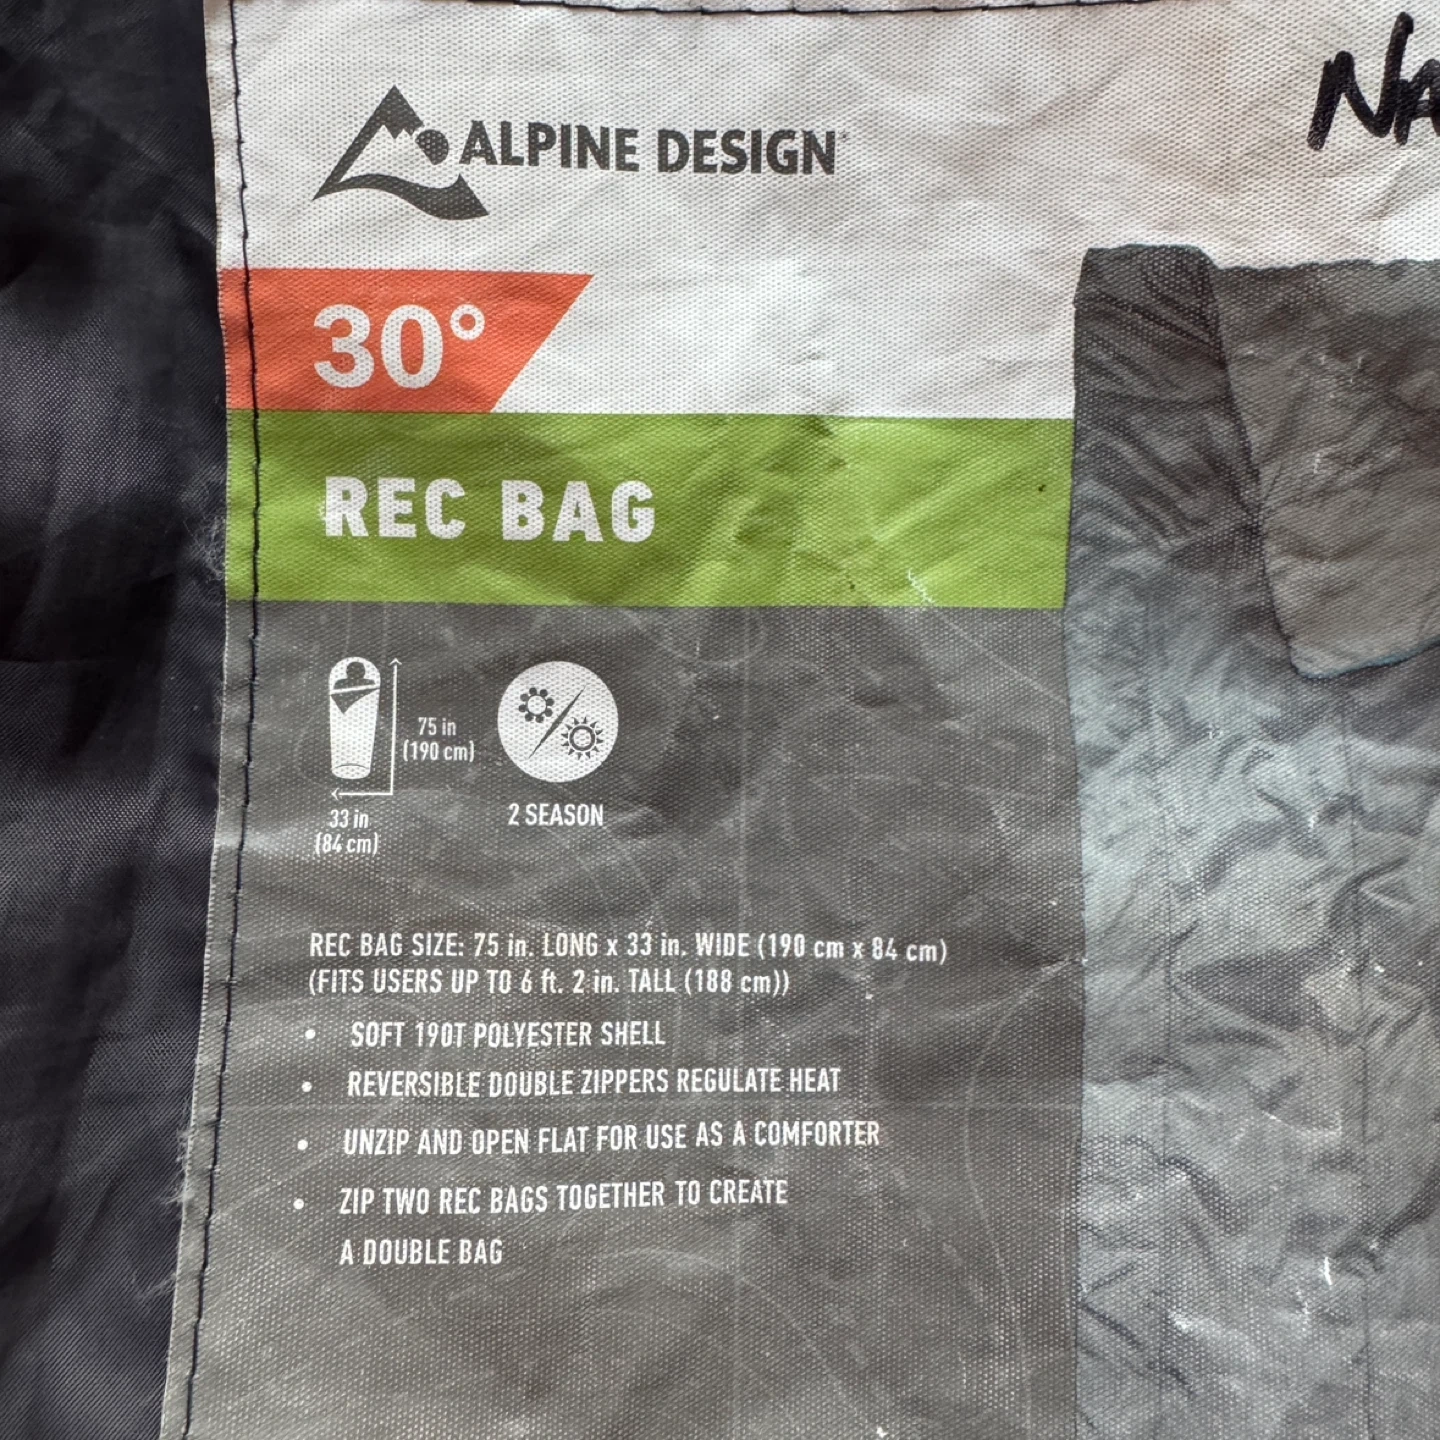 ALPINE DESIGN
30°
REC BAG
75 in
(190 cm)
33 in
(84 cm)
2 SEASON
REC BAG SIZE: 75 in. LONG x 33 in. WIDE (190 cm x 84 cm)
(FITS USERS UP TO 6 ft. 2 in. TALL (188 cm))
• SOFT 190T POLYESTER SHELL
• REVERSIBLE DOUBLE ZIPPERS REGULATE HEAT
• UNZIP AND OPEN FLAT FOR USE AS A COMFORTER
• ZIP TWO REC BAGS TOGETHER TO CREATE
A DOUBLE BAG